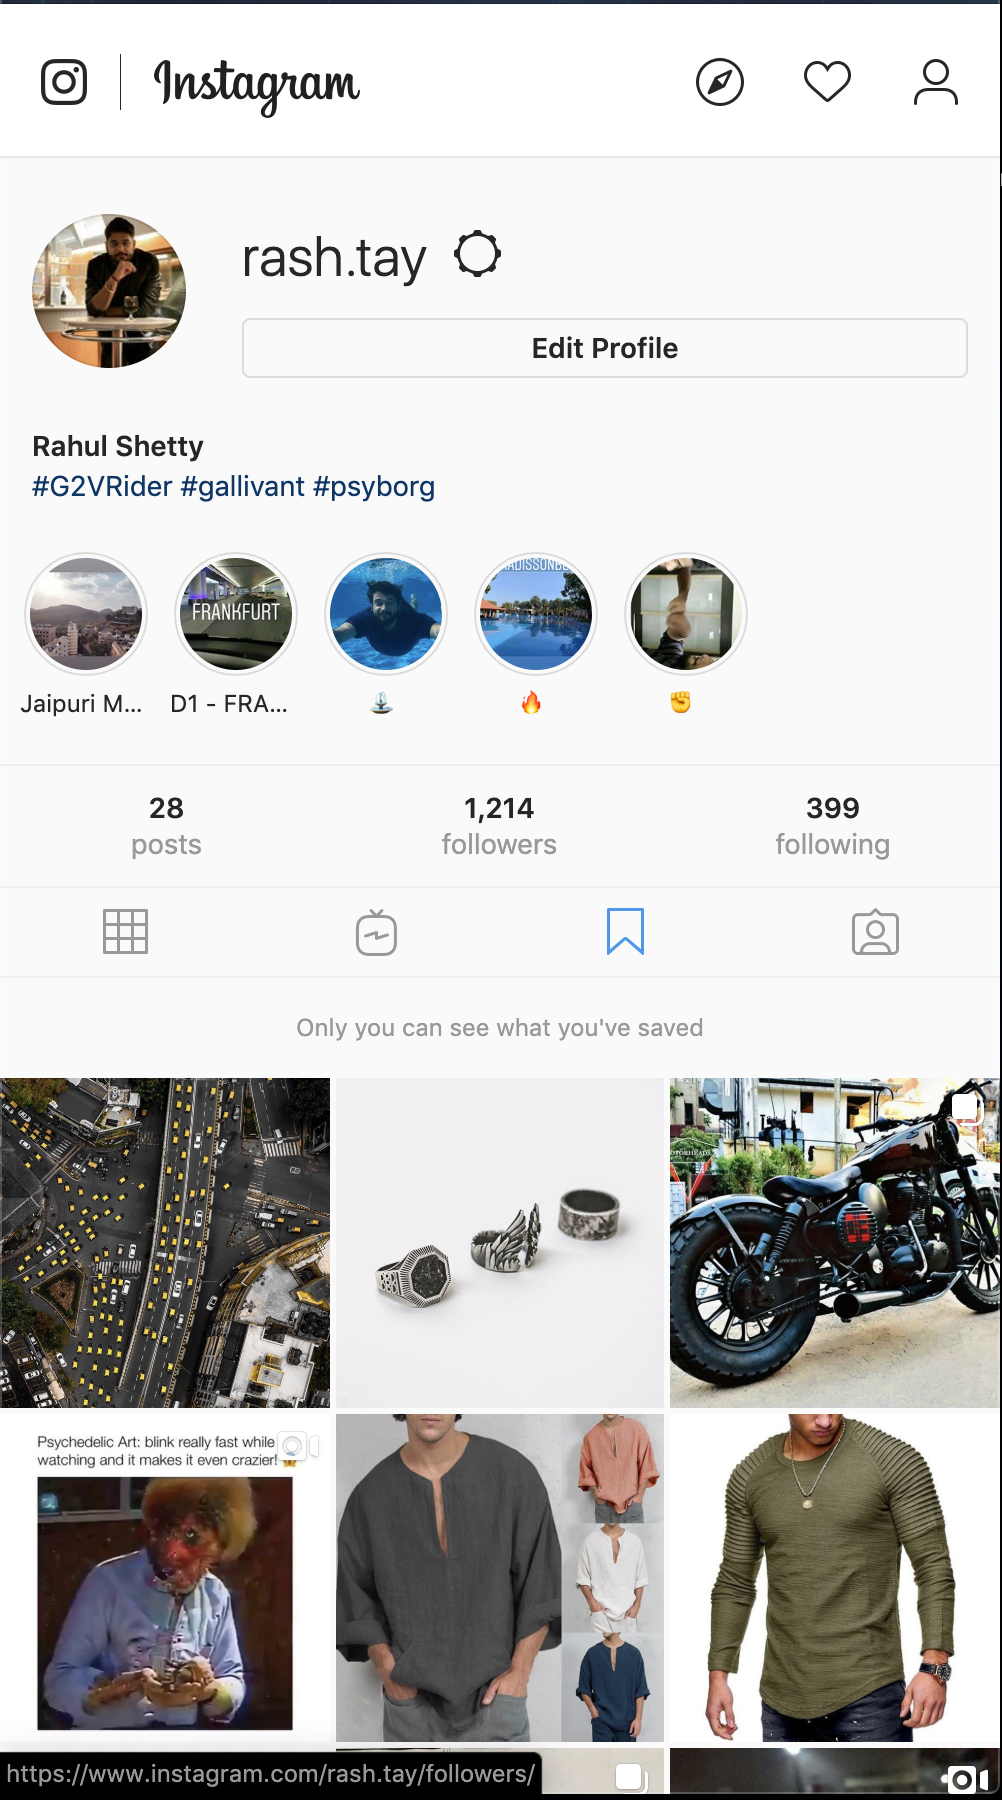 Instagram
rash.tay
Edit Profile
Rahul Shetty
#G2VRider #gallivant #psyborg
FRANKFURT
Jaipuri M...
D1 - FRA...
28
posts
1,214
followers
399
following
Only you can see what you've saved
Psychedelic Art: blink really fast while
watching and it makes it even crazier!
https://www.instagram.com/rash.tay/followers/